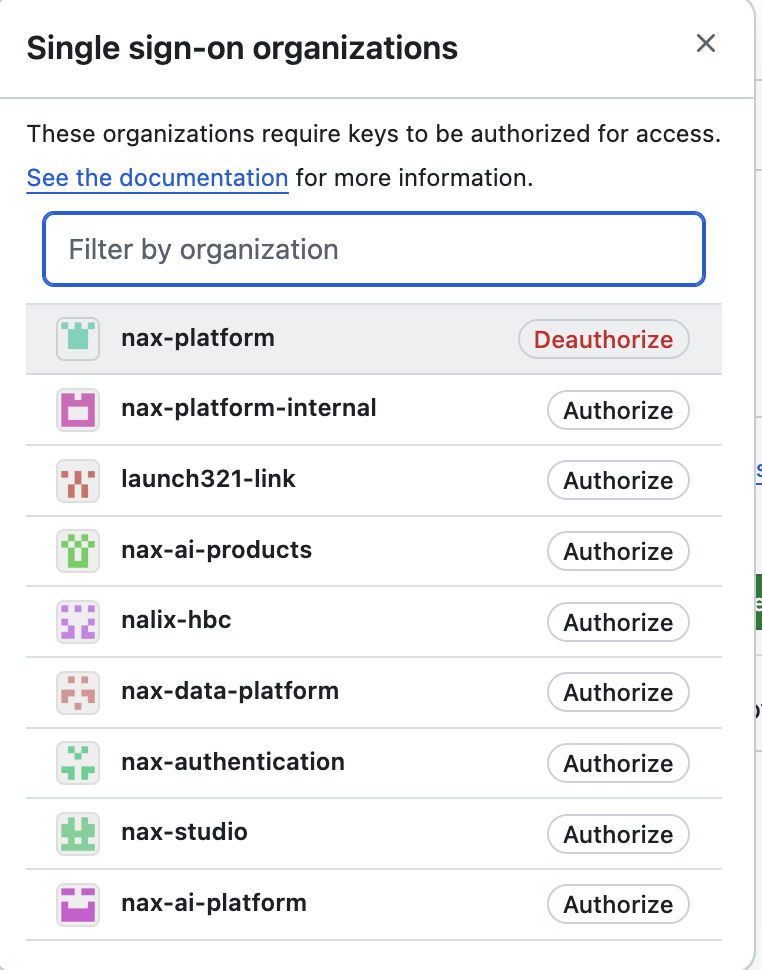 Single sign-on organizations
These organizations require keys to be authorized for access.
See the documentation for more information.
Filter by organization
nax-platform Deauthorize
nax-platform-internal Authorize
launch321-link Authorize
nax-ai-products Authorize
nalix-hbc Authorize
nax-data-platform Authorize
nax-authentication Authorize
nax-studio Authorize
nax-ai-platform Authorize